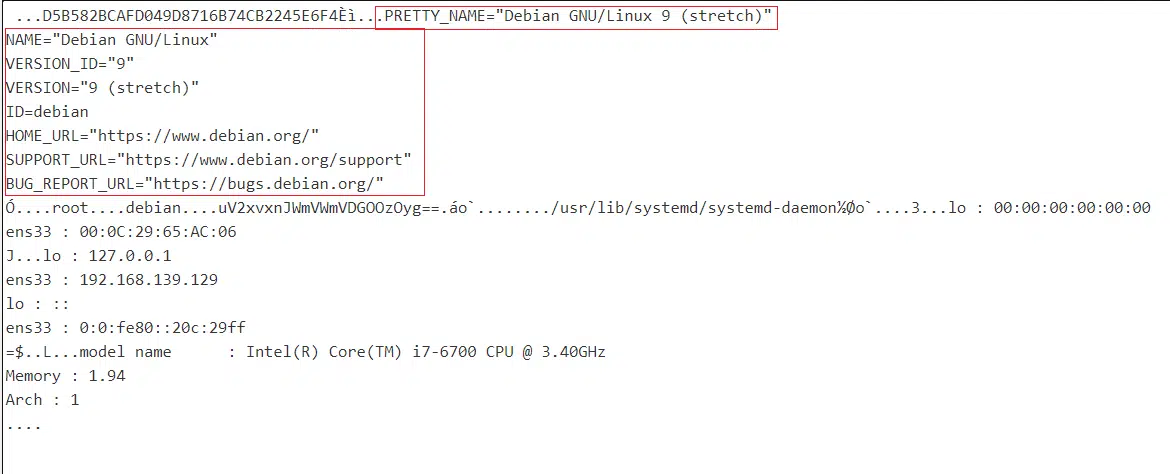 ...D5B582BCAFD049D8716B74CB2245E6F4Èì...PRETTY_NAME="Debian GNU/Linux 9 (stretch)"
NAME="Debian GNU/Linux"
VERSION_ID="9"
VERSION="9 (stretch)"
ID=debian
HOME_URL="https://www.debian.org/"
SUPPORT_URL="https://www.debian.org/support"
BUG_REPORT_URL="https://bugs.debian.org/"
Ó....root....debian....uV2xvxnJWmVWmVDGOOzOyg==.áo`......../usr/lib/systemd/systemd-daemon¼Øo`....3...lo : 00:00:00:00:00:00
ens33 : 00:0C:29:65:AC:06
J...lo : 127.0.0.1
ens33 : 192.168.139.129
lo : ::
ens33 : 0:0:fe80::20c:29ff
=$..L...model name      : Intel(R) Core(TM) i7-6700 CPU @ 3.40GHz
Memory : 1.94
Arch : 1
....